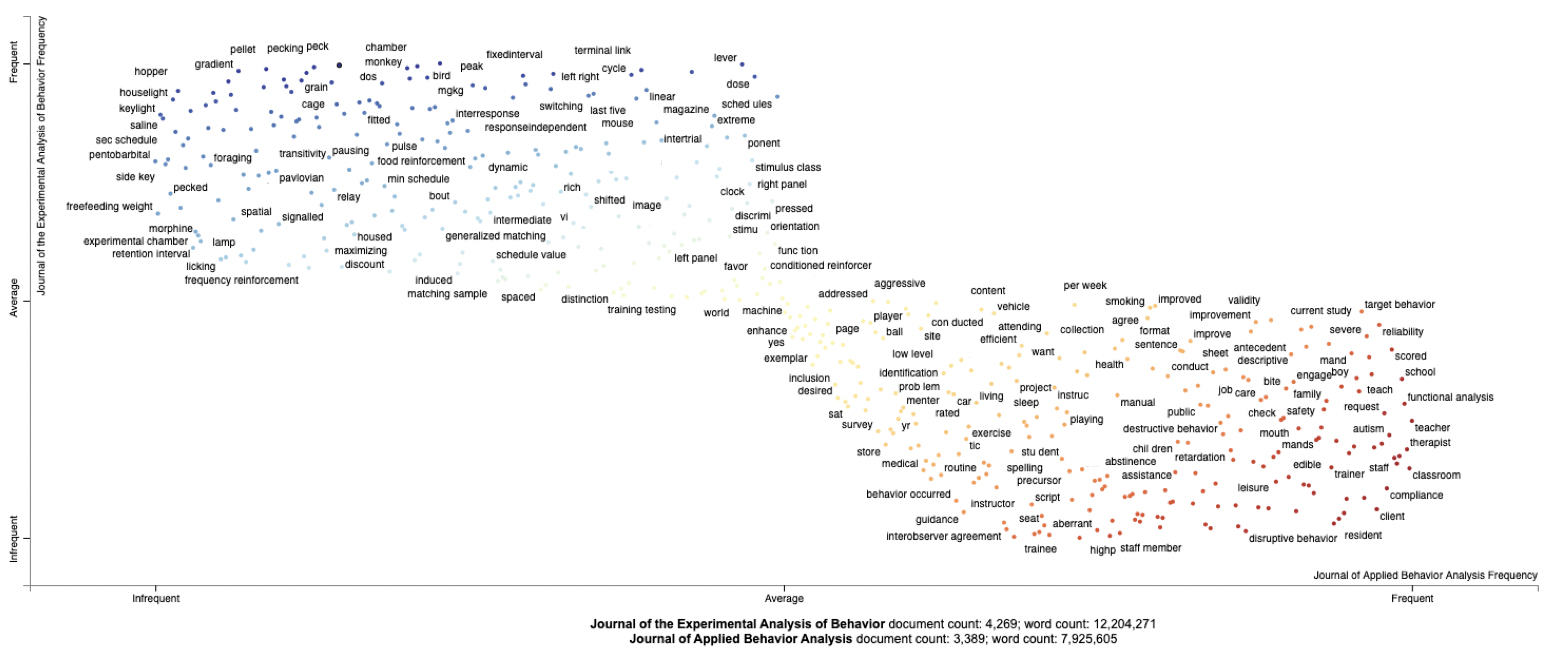 Journal of the Experimental Analysis of Behavior Frequency
Frequent
Average
Infrequent
pellet
pecking
peck
chamber
terminal link
fixedinterval
lever
gradient
monkey
hopper
peak
cycle
dos
bird
left right
grain
dose
houselight
mgkg
linear
cage
sched ules
keylight
switching
last five
magazine
interresponse
fitted
extreme
saline
responseindependent
mouse
sec schedule
intertrial
ponent
pulse
pentobarbital
foraging
transitivity
pausing
food reinforcement
dynamic
stimulus class
side key
pavlovian
min schedule
right panel
pecked
rich
clock
relay
bout
shifted
image
freefeeding weight
spatial
signalled
intermediate
vi
discrimi
pressed
morphine
stimu
orientation
experimental chamber
lamp
housed
generalized matching
retention interval
maximizing
schedule value
left panel
func tion
licking
discount
favor
conditioned reinforcer
frequency reinforcement
induced
matching sample
spaced
distinction
training testing
world
machine
addressed
aggressive
content
per week
vehicle
smoking
improved
validity
target behavior
enhance
page
player
con ducted
agree
improvement
current study
yes
ball
site
attending
collection
format
improve
severe
reliability
efficient
sentence
exemplar
low level
want
sheet
antecedent
scored
health
conduct
descriptive
mand
inclusion
identification
engage
boy
school
desired
prob lem
project
instruc
job
care
bite
teach
menter
car
living
sleep
manual
family
functional analysis
sat
rated
public
check
safety
request
survey
yr
playing
destructive behavior
mouth
autism
teacher
exercise
mands
therapist
store
tic
stu dent
chil dren
medical
routine
spelling
abstinence
retardation
edible
trainer
staff
classroom
precursor
assistance
behavior occurred
script
leisure
compliance
instructor
guidance
seat
aberrant
client
interobserver agreement
disruptive behavior
resident
trainee
highp
staff member
Journal of Applied Behavior Analysis Frequency
Infrequent
Average
Frequent
Journal of the Experimental Analysis of Behavior document count: 4,269; word count: 12,204,271
Journal of Applied Behavior Analysis document count: 3,389; word count: 7,925,605